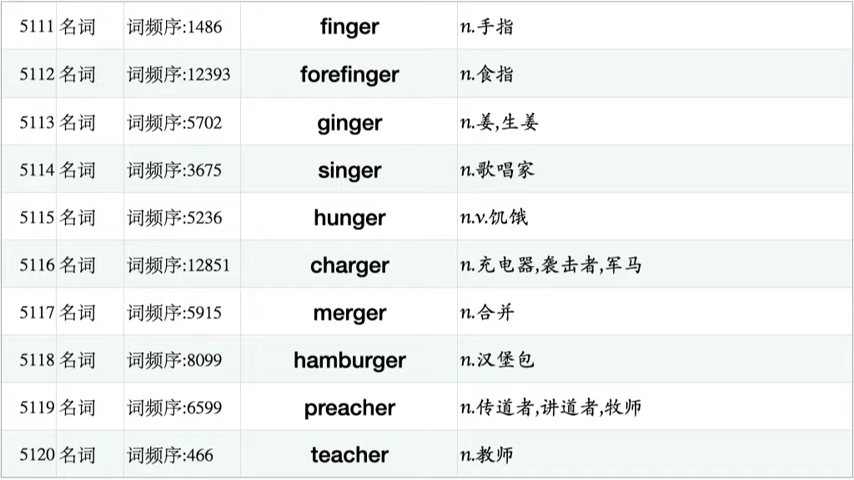 5111 名词 词频序:1486 finger n.手指
5112 名词 词频序:12393 forefinger n.食指
5113 名词 词频序:5702 ginger n.姜,生姜
5114 名词 词频序:3675 singer n.歌唱家
5115 名词 词频序:5236 hunger n.v.饥饿
5116 名词 词频序:12851 charger n.充电器,袭击者,军马
5117 名词 词频序:5915 merger n.合并
5118 名词 词频序:8099 hamburger n.汉堡包
5119 名词 词频序:6599 preacher n.传道者,讲道者,牧师
5120 名词 词频序:466 teacher n.教师